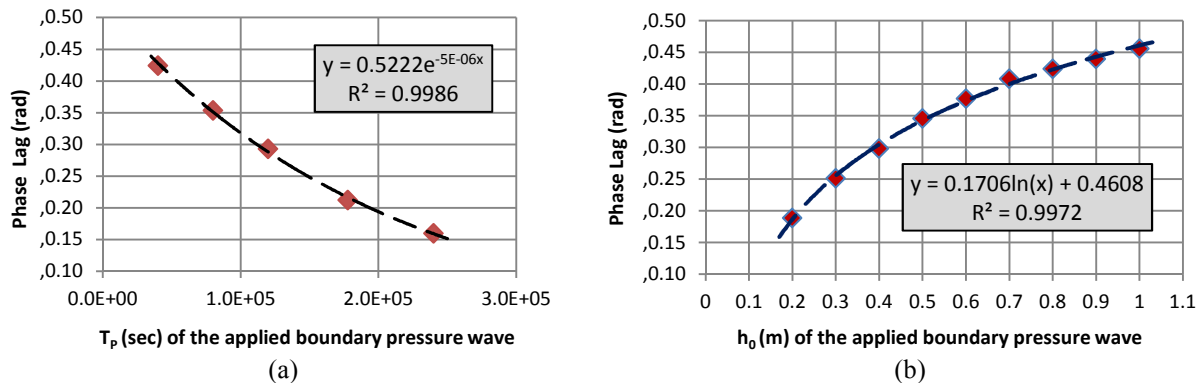 ,0.50
,0.45
,0.40
,0.35
,0.30
,0.25
,0.20
,0.15
,0.10
Phase Lag (rad)
y = 0.5222e^-5E-06x
R² = 0.9986
0.0E+00 1.0E+05 2.0E+05 3.0E+05
T_P (sec) of the applied boundary pressure wave
(a)
,0.50
,0.45
,0.40
,0.35
,0.30
,0.25
,0.20
,0.15
,0.10
Phase Lag (rad)
y = 0.1706ln(x) + 0.4608
R² = 0.9972
0 0.1 0.2 0.3 0.4 0.5 0.6 0.7 0.8 0.9 1 1.1
h₀ (m) of the applied boundary pressure wave
(b)